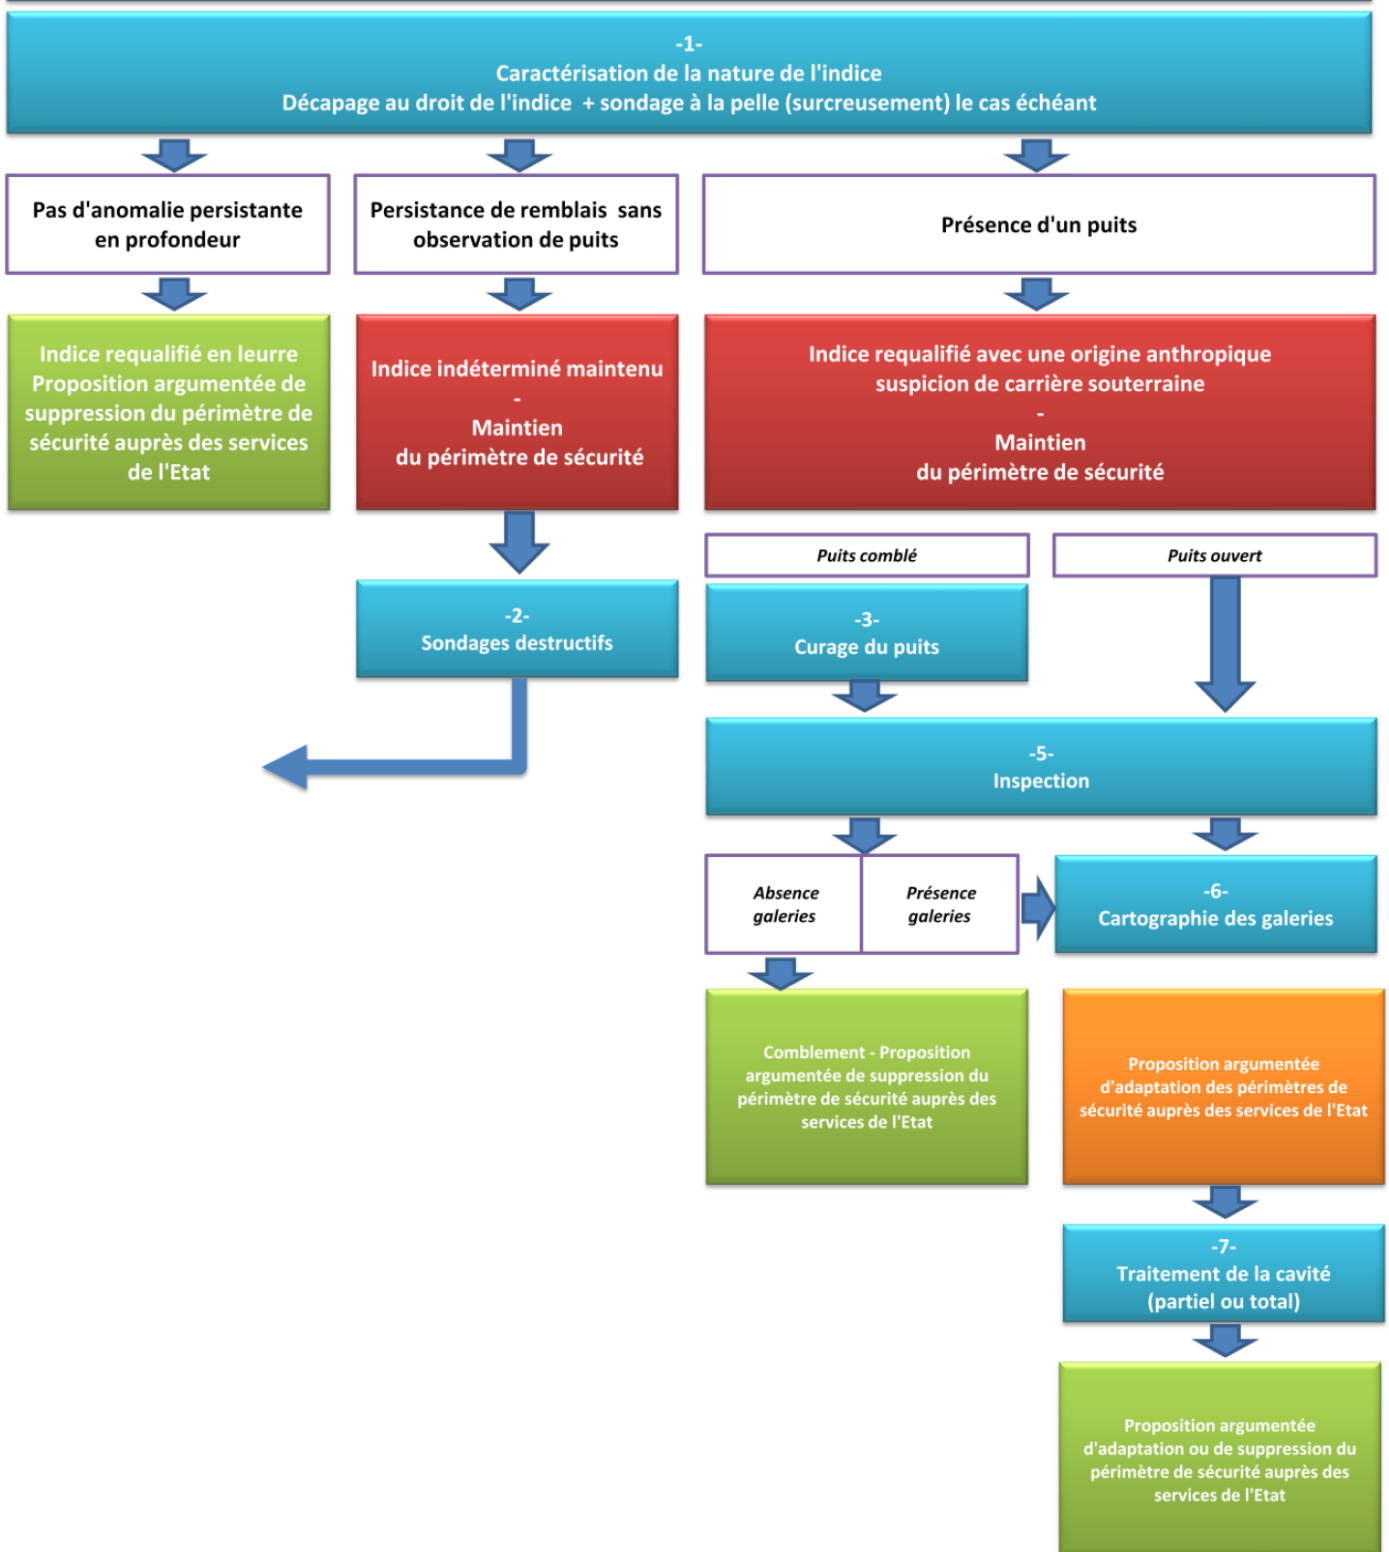 -1-
Caractérisation de la nature de l'indice
Décapage au droit de l'indice + sondage à la pelle (surcreusement) le cas échéant
Pas d'anomalie persistante
en profondeur
Persistance de remblais sans
observation de puits
Présence d'un puits
Indice requalifié en leurre
Proposition argumentée de
suppression du périmètre de
sécurité auprès des services
de l'Etat
Indice indéterminé maintenu
-
Maintien
du périmètre de sécurité
Indice requalifié avec une origine anthropique
suspicion de carrière souterraine
-
Maintien
du périmètre de sécurité
Puits comblé
Puits ouvert
-2-
Sondages destructifs
-3-
Curage du puits
-5-
Inspection
Absence
galeries
Présence
galeries
-6-
Cartographie des galeries
Comblement - Proposition
argumentée de suppression du
périmètre de sécurité auprès des
services de l'Etat
Proposition argumentée
d'adaptation des périmètres de
sécurité auprès des services de l'Etat
-7-
Traitement de la cavité
(partiel ou total)
Proposition argumentée
d'adaptation ou de suppression du
périmètre de sécurité auprès des
services de l'Etat